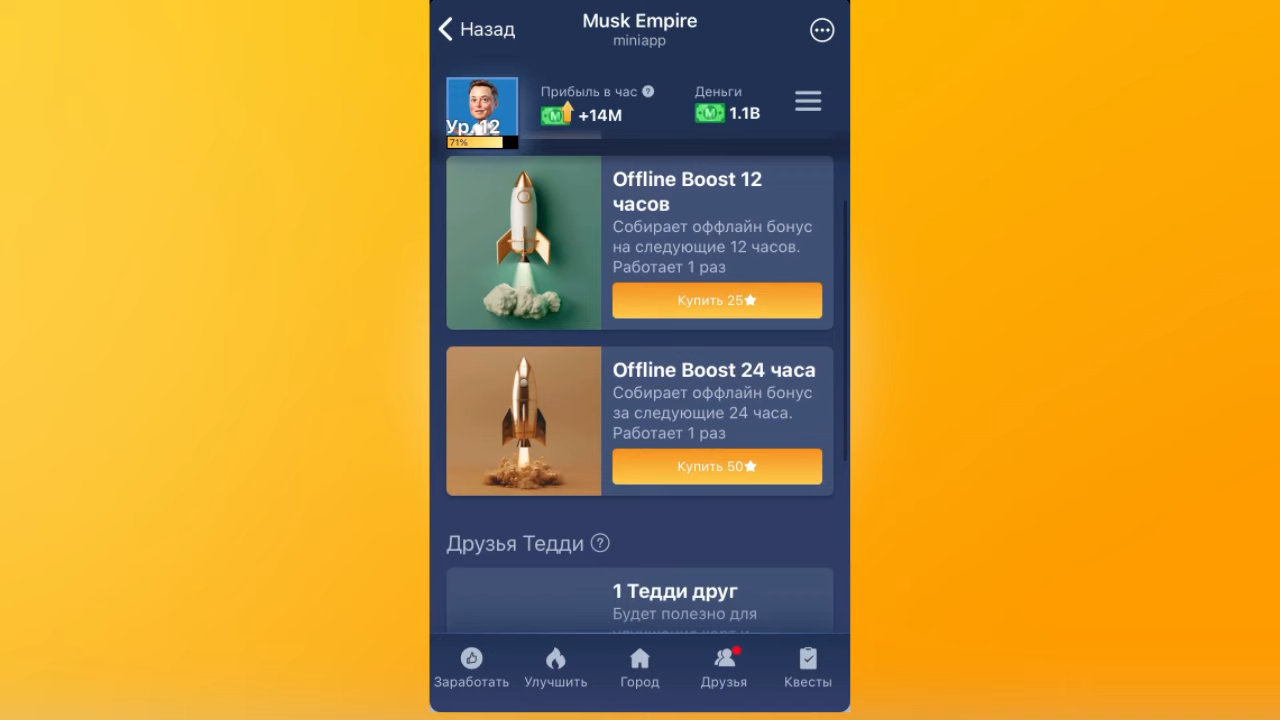 Назад
Musk Empire
miniapp
Прибыль в час
+14M
Деньги
1.1B
Ур. 12
71%
Offline Boost 12
часов
Собирает оффлайн бонус
на следующие 12 часов.
Работает 1 раз
Купить 25
Offline Boost 24 часа
Собирает оффлайн бонус
за следующие 24 часа.
Работает 1 раз
Купить 50
Друзья Тедди
1 Тедди друг
Будет полезно для
Заработать
Улучшить
Город
Друзья
Квесты